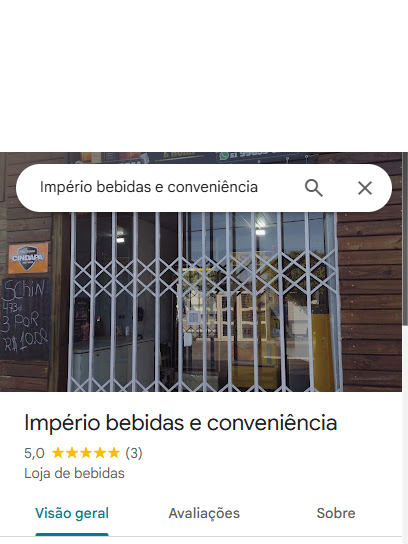 Império bebidas e conveniência
CINDAPA
SCHIN
473ml
3 POR
R$10,00
Império bebidas e conveniência
5,0 ★★★★★ (3)
Loja de bebidas
Visão geral
Avaliações
Sobre